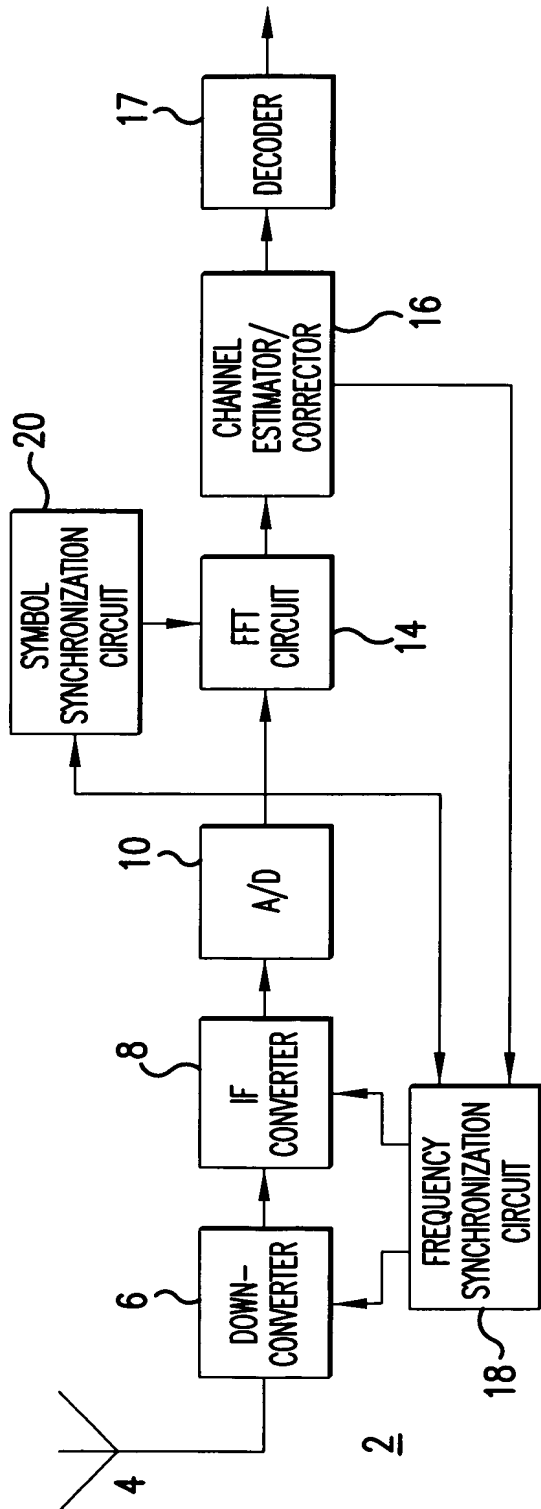 4
2
6
DOWN-
CONVERTER
8
IF
CONVERTER
10
A/D
FREQUENCY
SYNCHRONIZATION
CIRCUIT
18
20
SYMBOL
SYNCHRONIZATION
CIRCUIT
FFT
CIRCUIT
14
CHANNEL
ESTIMATOR/
CORRECTOR
16
17
DECODER